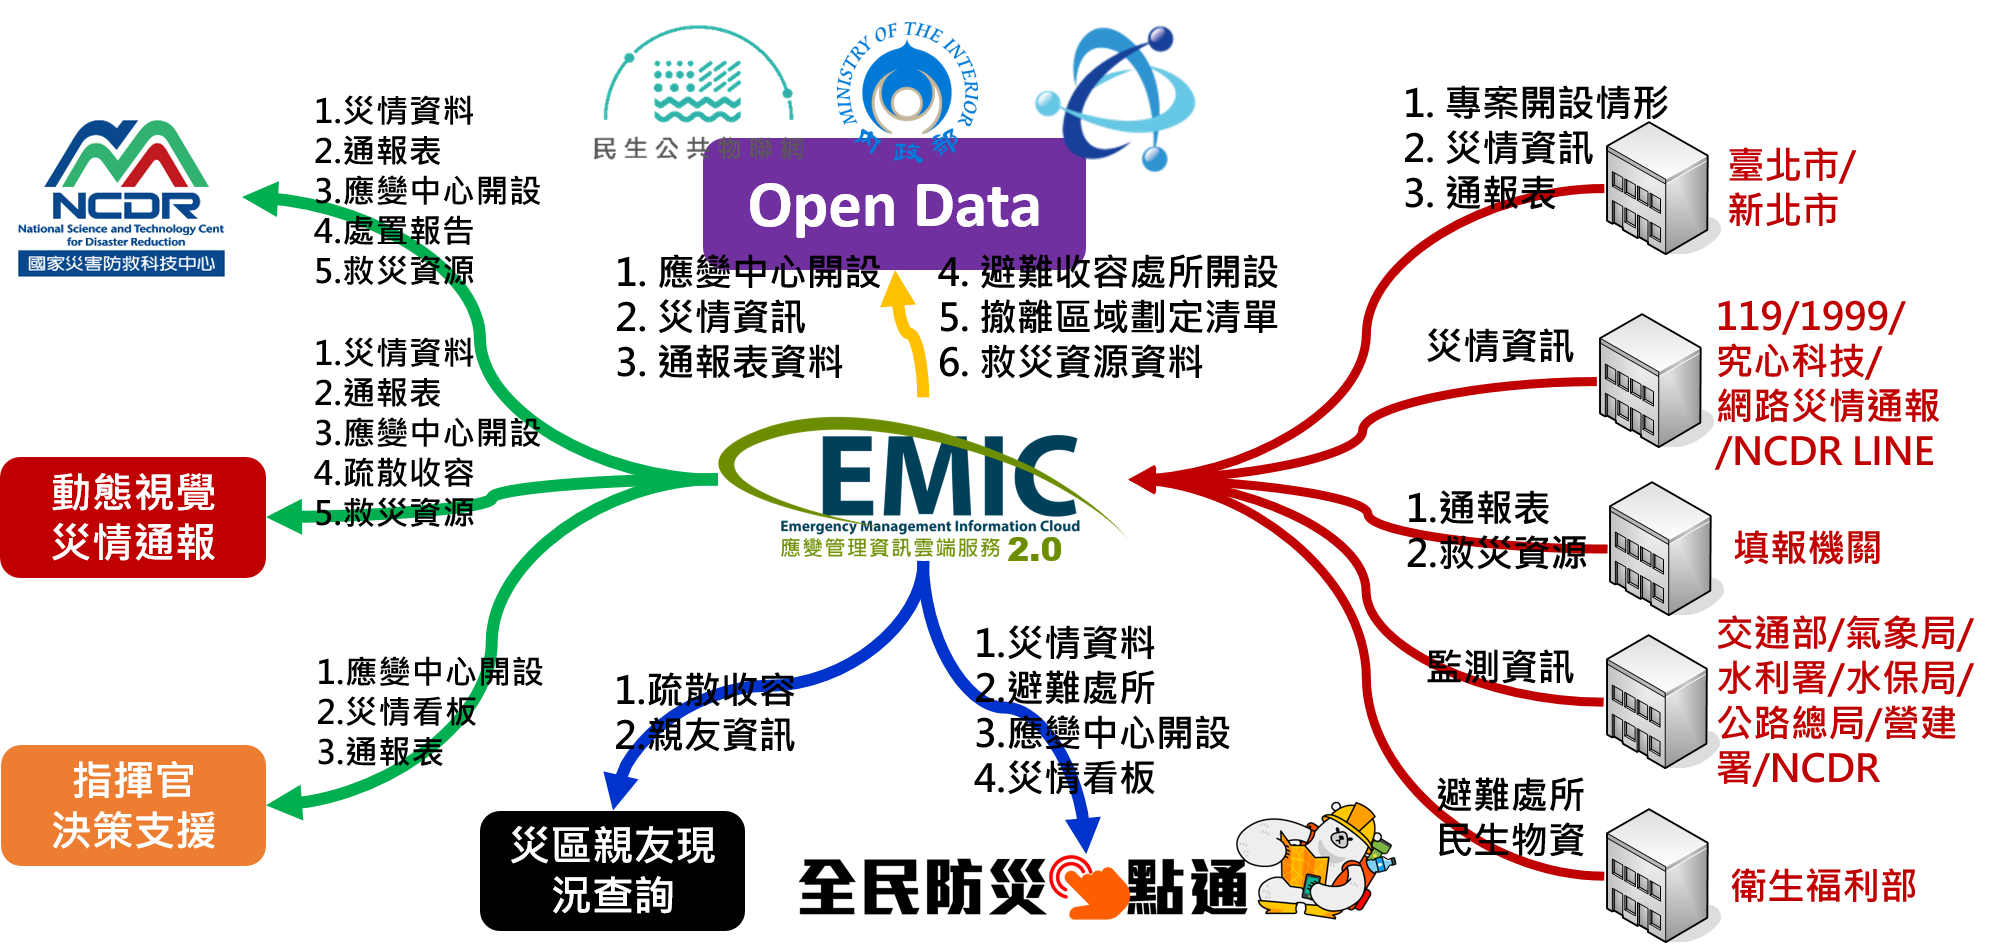 NCDR
National Science and Technology Cent
for Disaster Reduction
國家災害防救科技中心
1.災情資料
2.通報表
3.應變中心開設
4.處置報告
5.救災資源
1.災情資料
2.通報表
3.應變中心開設
4.疏散收容
5.救災資源
動態視覺
災情通報
1.應變中心開設
2.災情看板
3.通報表
指揮官
決策支援
民生公共物聯網
MINISTRY OF THE INTERIOR
內政部
Open Data
1. 應變中心開設
2. 災情資訊
3. 通報表資料
4. 避難收容處所開設
5. 撤離區域劃定清單
6. 救災資源資料
EMIC
Emergency Management Information Cloud
應變管理資訊雲端服務 2.0
1.疏散收容
2.親友資訊
災區親友現
況查詢
1.災情資料
2.避難處所
3.應變中心開設
4.災情看板
全民防災 點通
1. 專案開設情形
2. 災情資訊
3. 通報表
臺北市/
新北市
災情資訊
119/1999/
究心科技/
網路災情通報
/NCDR LINE
1.通報表
2.救災資源
填報機關
監測資訊
交通部/氣象局/
水利署/水保局/
公路總局/營建
署/NCDR
避難處所
民生物資
衛生福利部